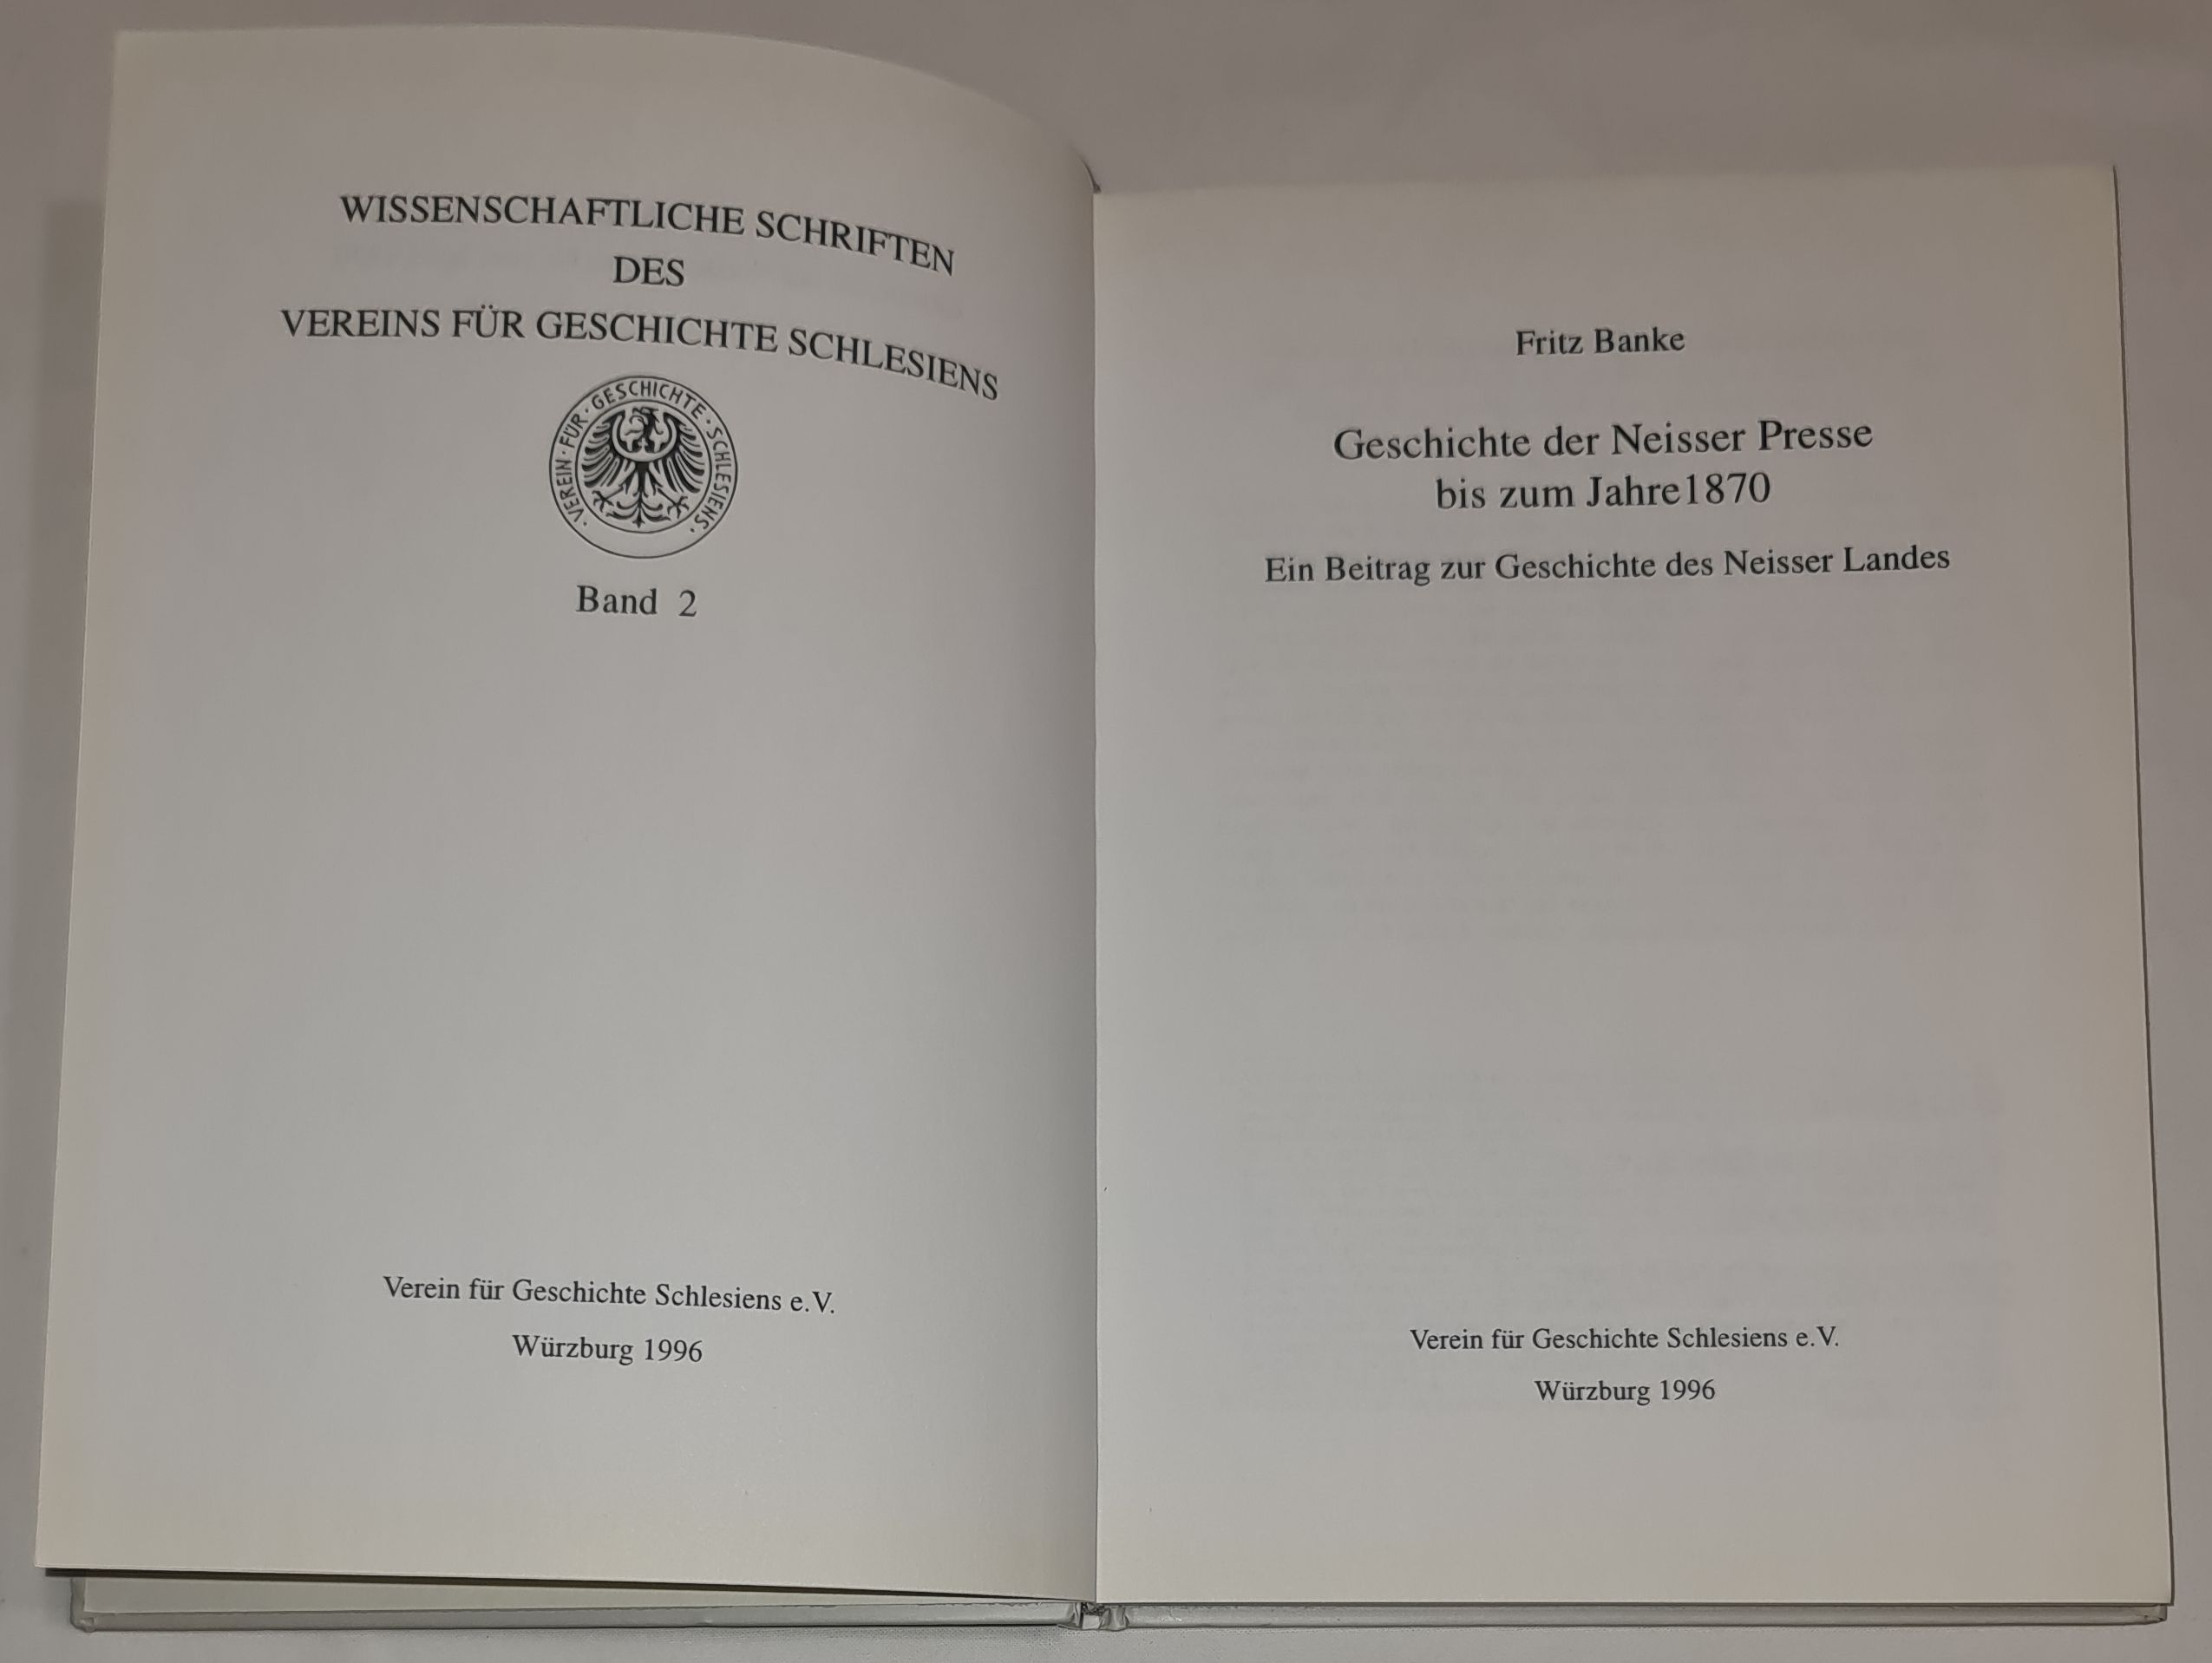 WISSENSCHAFTLICHE SCHRIFTEN
DES
VEREINS FÜR GESCHICHTE SCHLESIENS
· VEREIN · FÜR · GESCHICHTE · SCHLESIENS ·
Band 2
Verein für Geschichte Schlesiens e.V.
Würzburg 1996
Fritz Banke
Geschichte der Neisser Presse
bis zum Jahre1870
Ein Beitrag zur Geschichte des Neisser Landes
Verein für Geschichte Schlesiens e.V.
Würzburg 1996